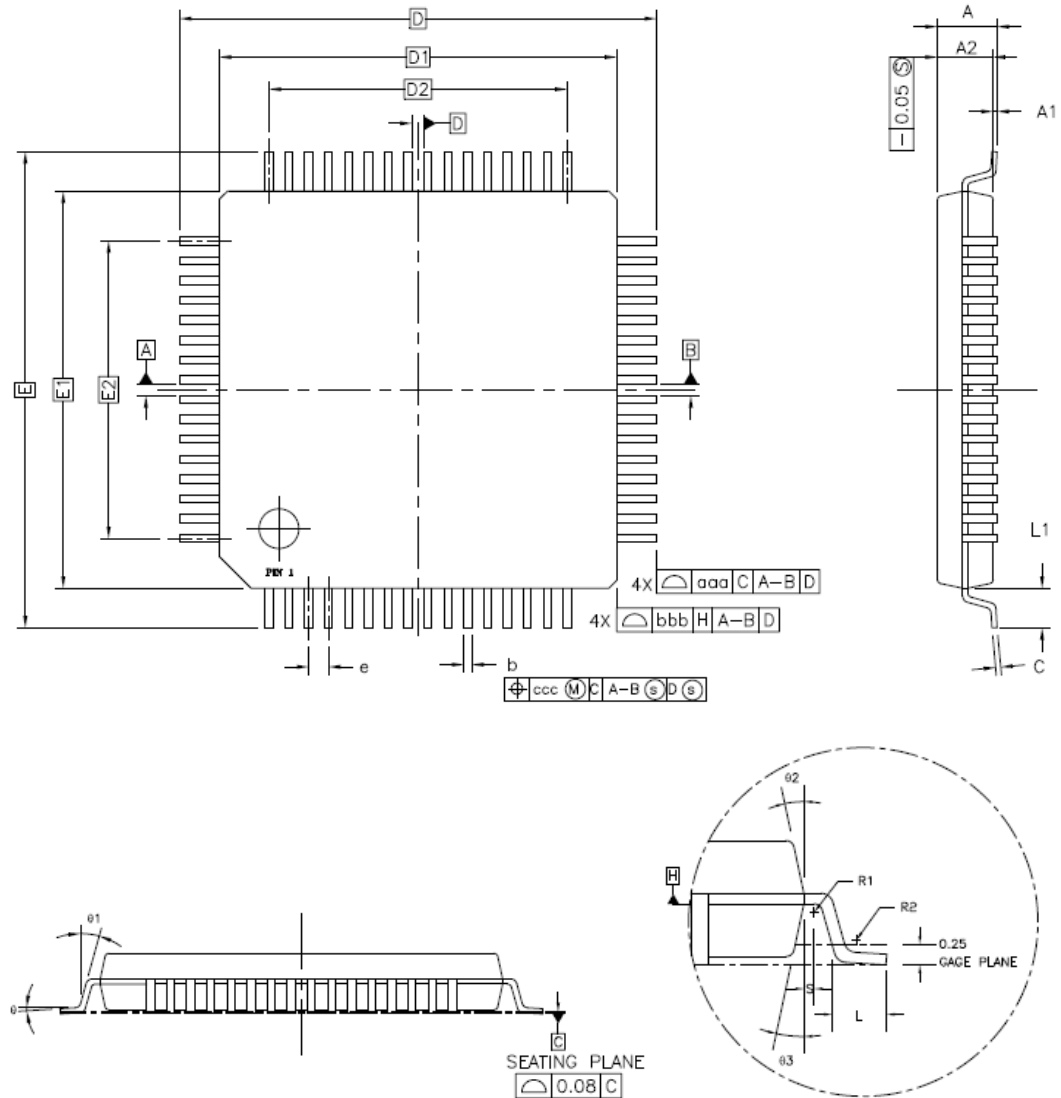 D
D1
D2
D
A
A2
A1
− 0.05 Ⓢ
E
E1
E2
A
B
PIN 1
L1
4X ⌓ aaa C A−B D
4X ⌓ bbb H A−B D
e
b
C
⌖ ccc Ⓜ C A−B ⓢ D ⓢ
θ2
H
R1
R2
0.25
GAGE PLANE
S
L
θ3
θ1
θ
C
SEATING PLANE
⌓ 0.08 C